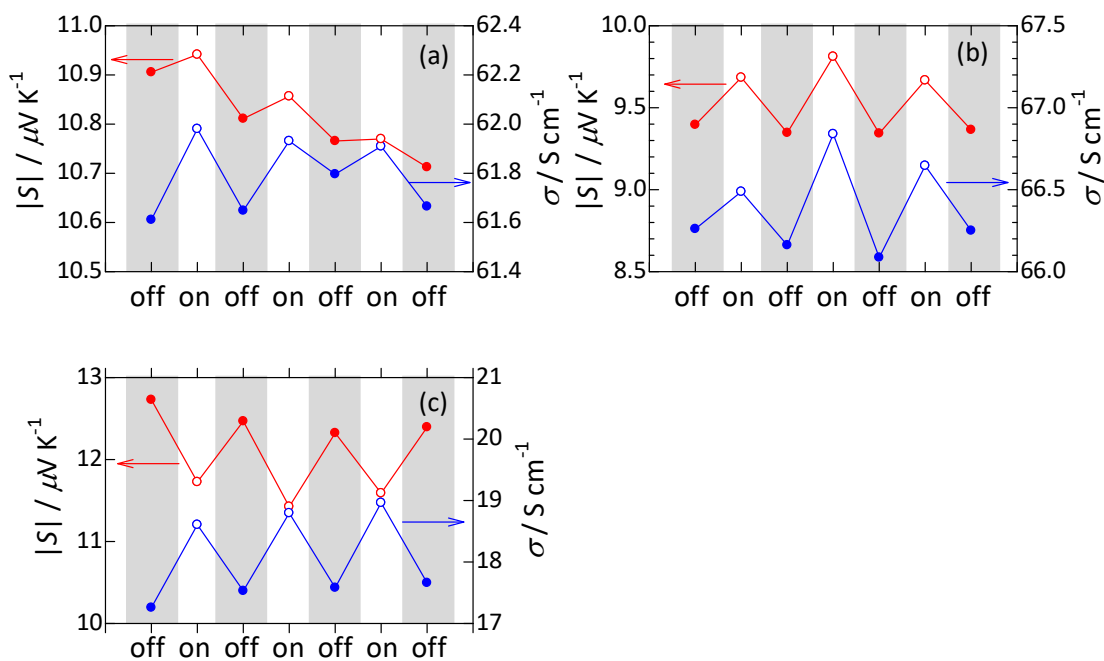 (a)
|S| / μV K⁻¹
11.0
10.9
10.8
10.7
10.6
10.5
62.4
62.2
62.0
61.8
61.6
61.4
σ / S cm⁻¹
off on off on off on off
(b)
|S| / μV K⁻¹
10.0
9.5
9.0
8.5
67.5
67.0
66.5
66.0
σ / S cm⁻¹
off on off on off on off
(c)
|S| / μV K⁻¹
13
12
11
10
21
20
19
18
17
σ / S cm⁻¹
off on off on off on off